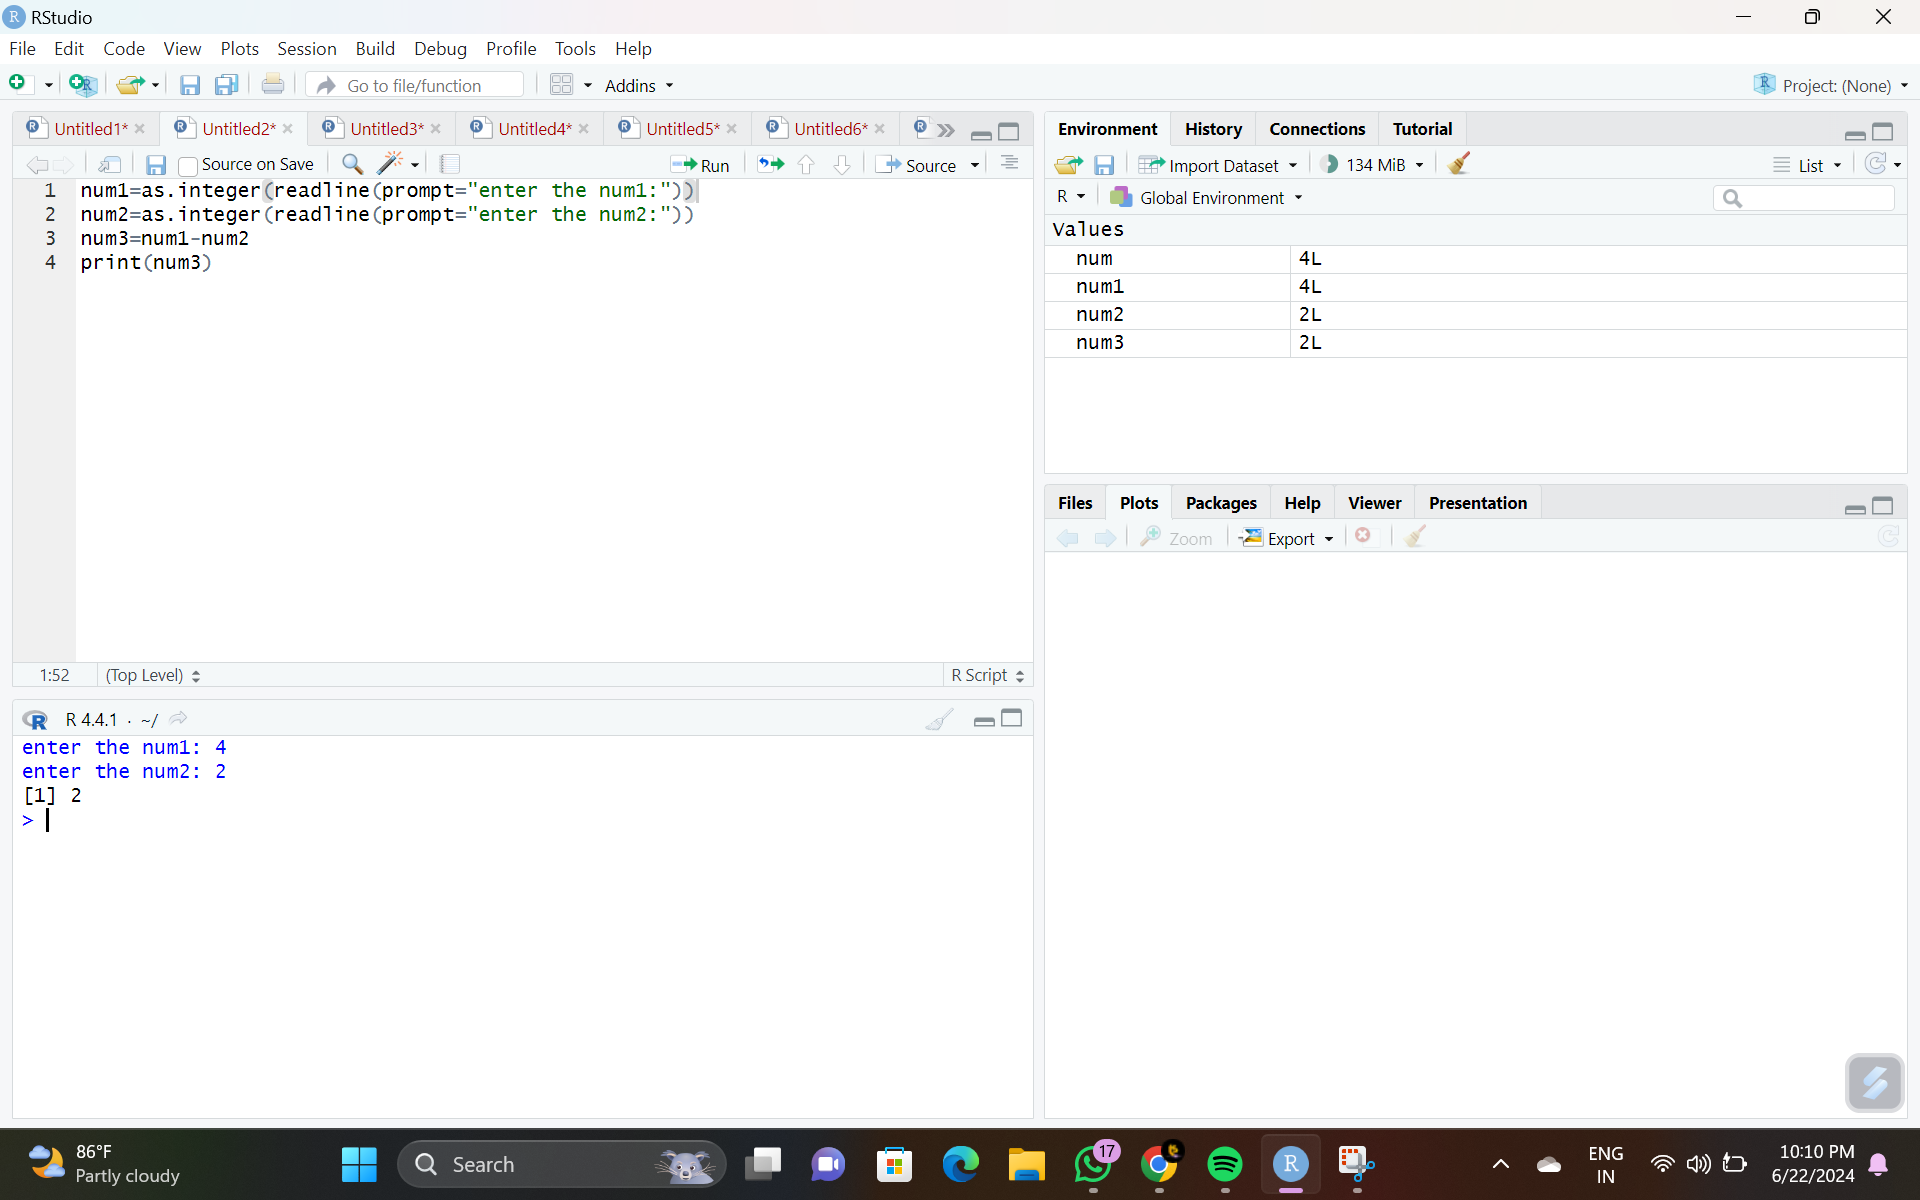 RStudio
File Edit Code View Plots Session Build Debug Profile Tools Help
Go to file/function Addins Project: (None)
Untitled1* Untitled2* Untitled3* Untitled4* Untitled5* Untitled6*
Source on Save Run Source
1 num1=as.integer(readline(prompt="enter the num1:"))
2 num2=as.integer(readline(prompt="enter the num2:"))
3 num3=num1-num2
4 print(num3)
1:52 (Top Level) R Script
R 4.4.1 · ~/
enter the num1: 4
enter the num2: 2
[1] 2
>
Environment History Connections Tutorial
Import Dataset 134 MiB List
R Global Environment
Values
num 4L
num1 4L
num2 2L
num3 2L
Files Plots Packages Help Viewer Presentation
Zoom Export
86°F
Partly cloudy
Search
17
ENG
IN
10:10 PM
6/22/2024